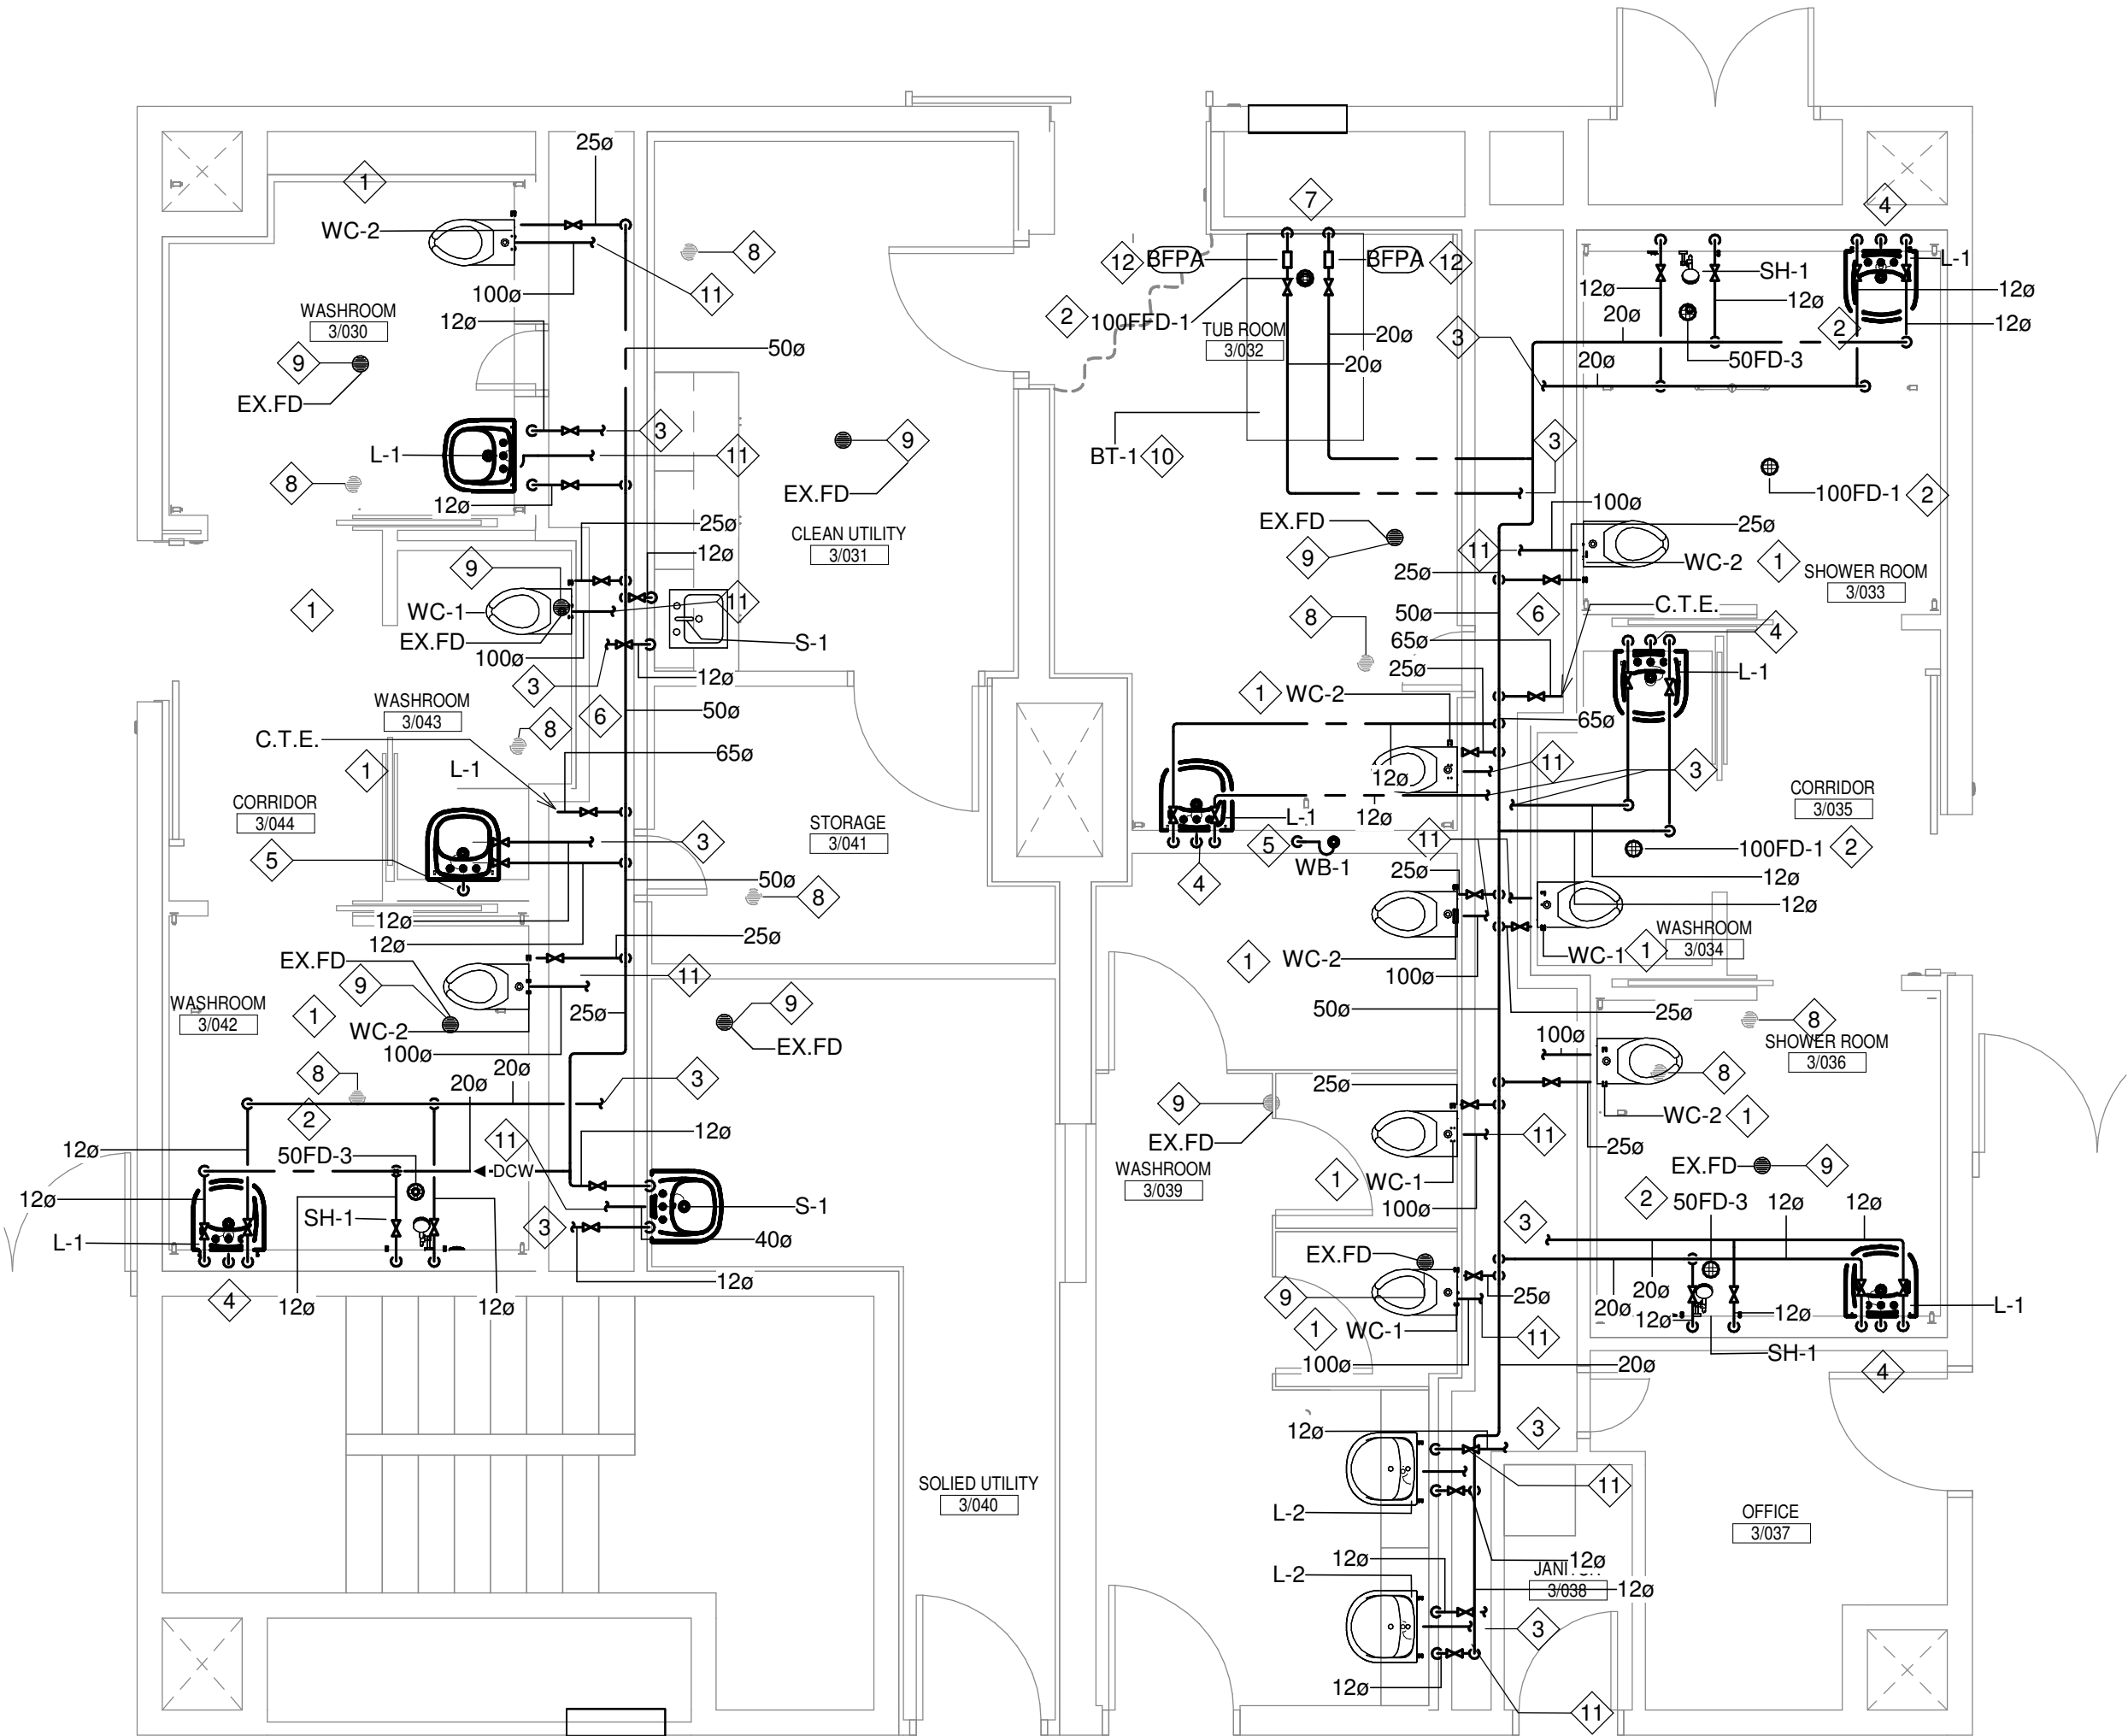 25ø
1
WC-2
8
100ø
11
12ø
WASHROOM
3/030
9
EX.FD
50ø
3
L-1
11
8
12ø
9
EX.FD
CLEAN UTILITY
3/031
25ø
12ø
9
1
WC-1
11
EX.FD
100ø
S-1
3
12ø
WASHROOM
3/043
6
50ø
8
C.T.E.
65ø
1
L-1
CORRIDOR
3/044
STORAGE
3/041
3
5
50ø
8
12ø
12ø
25ø
EX.FD
9
11
WASHROOM
3/042
1
WC-2
25ø
100ø
9
EX.FD
8
20ø
20ø
3
2
12ø
11
12ø
50FD-3
DCW
12ø
SH-1
S-1
3
L-1
40ø
12ø
4
12ø
12ø
SOLIED UTILITY
3/040
7
12
BFPA
BFPA
12
2
100FFD-1
TUB ROOM
3/032
20ø
20ø
3
BT-1
10
3
4
L-1
SH-1
12ø
12ø
12ø
20ø
12ø
2
20ø
50FD-3
100FD-1
2
EX.FD
9
100ø
25ø
11
WC-2
1
SHOWER ROOM
3/033
25ø
50ø
6
C.T.E.
8
65ø
4
25ø
L-1
1
WC-2
65ø
11
3
12ø
12ø
L-1
CORRIDOR
3/035
5
WB-1
11
100FD-1
2
4
25ø
12ø
12ø
WASHROOM
3/034
WC-1
1
1
WC-2
100ø
50ø
25ø
8
100ø
SHOWER ROOM
3/036
8
25ø
9
EX.FD
11
WC-2
1
25ø
WASHROOM
3/039
1
WC-1
EX.FD
9
100ø
2
50FD-3
12ø
12ø
3
EX.FD
9
25ø
20ø
20ø
12ø
12ø
L-1
1
WC-1
11
SH-1
100ø
20ø
4
12ø
3
11
L-2
OFFICE
3/037
12ø
12ø
L-2
3/038
12ø
3
12ø
11